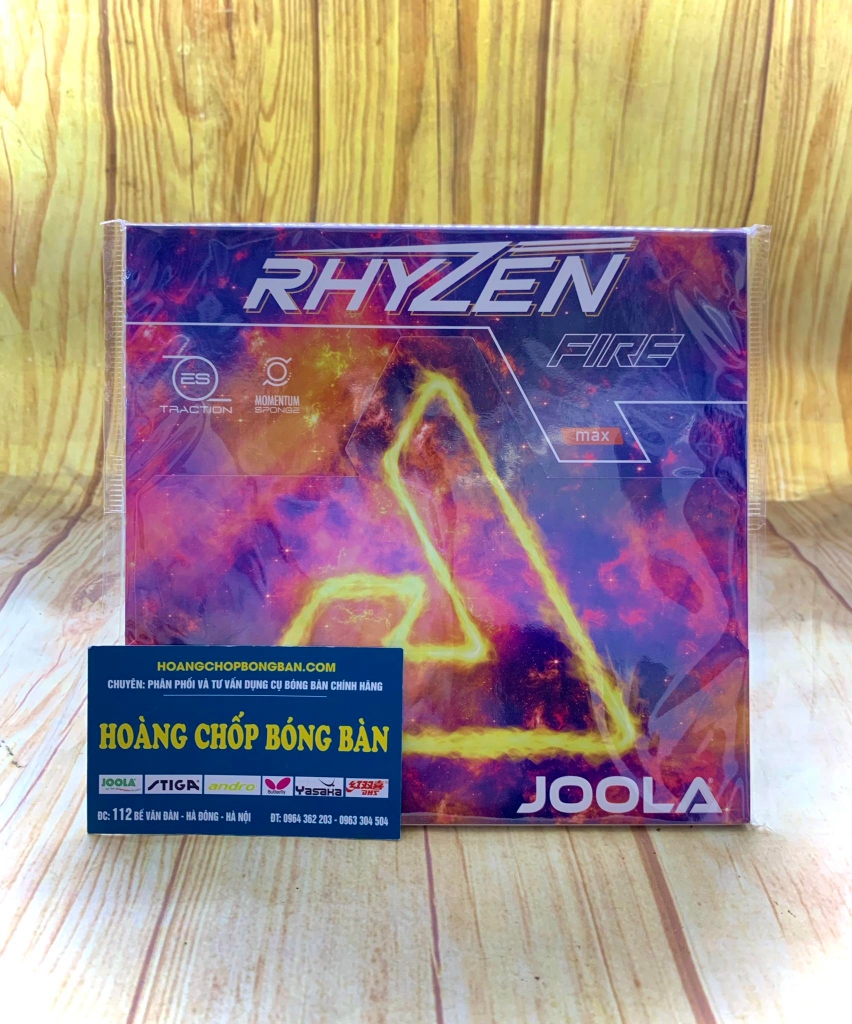 RHYZEN
FIRE
ES
TRACTION
MOMENTUM
SPONGE
max
JOOLA
HOANGCHOPBONGBAN.COM
CHUYÊN: PHÂN PHỐI VÀ TƯ VẤN DỤNG CỤ BÓNG BÀN CHÍNH HÃNG
HOÀNG CHỐP BÓNG BÀN
JOOLA STIGA andro Butterfly Yasaka DHS
ĐC: 112 BẾ VĂN ĐÀN - HÀ ĐÔNG - HÀ NỘI ĐT: 0964 362 203 - 0963 304 504